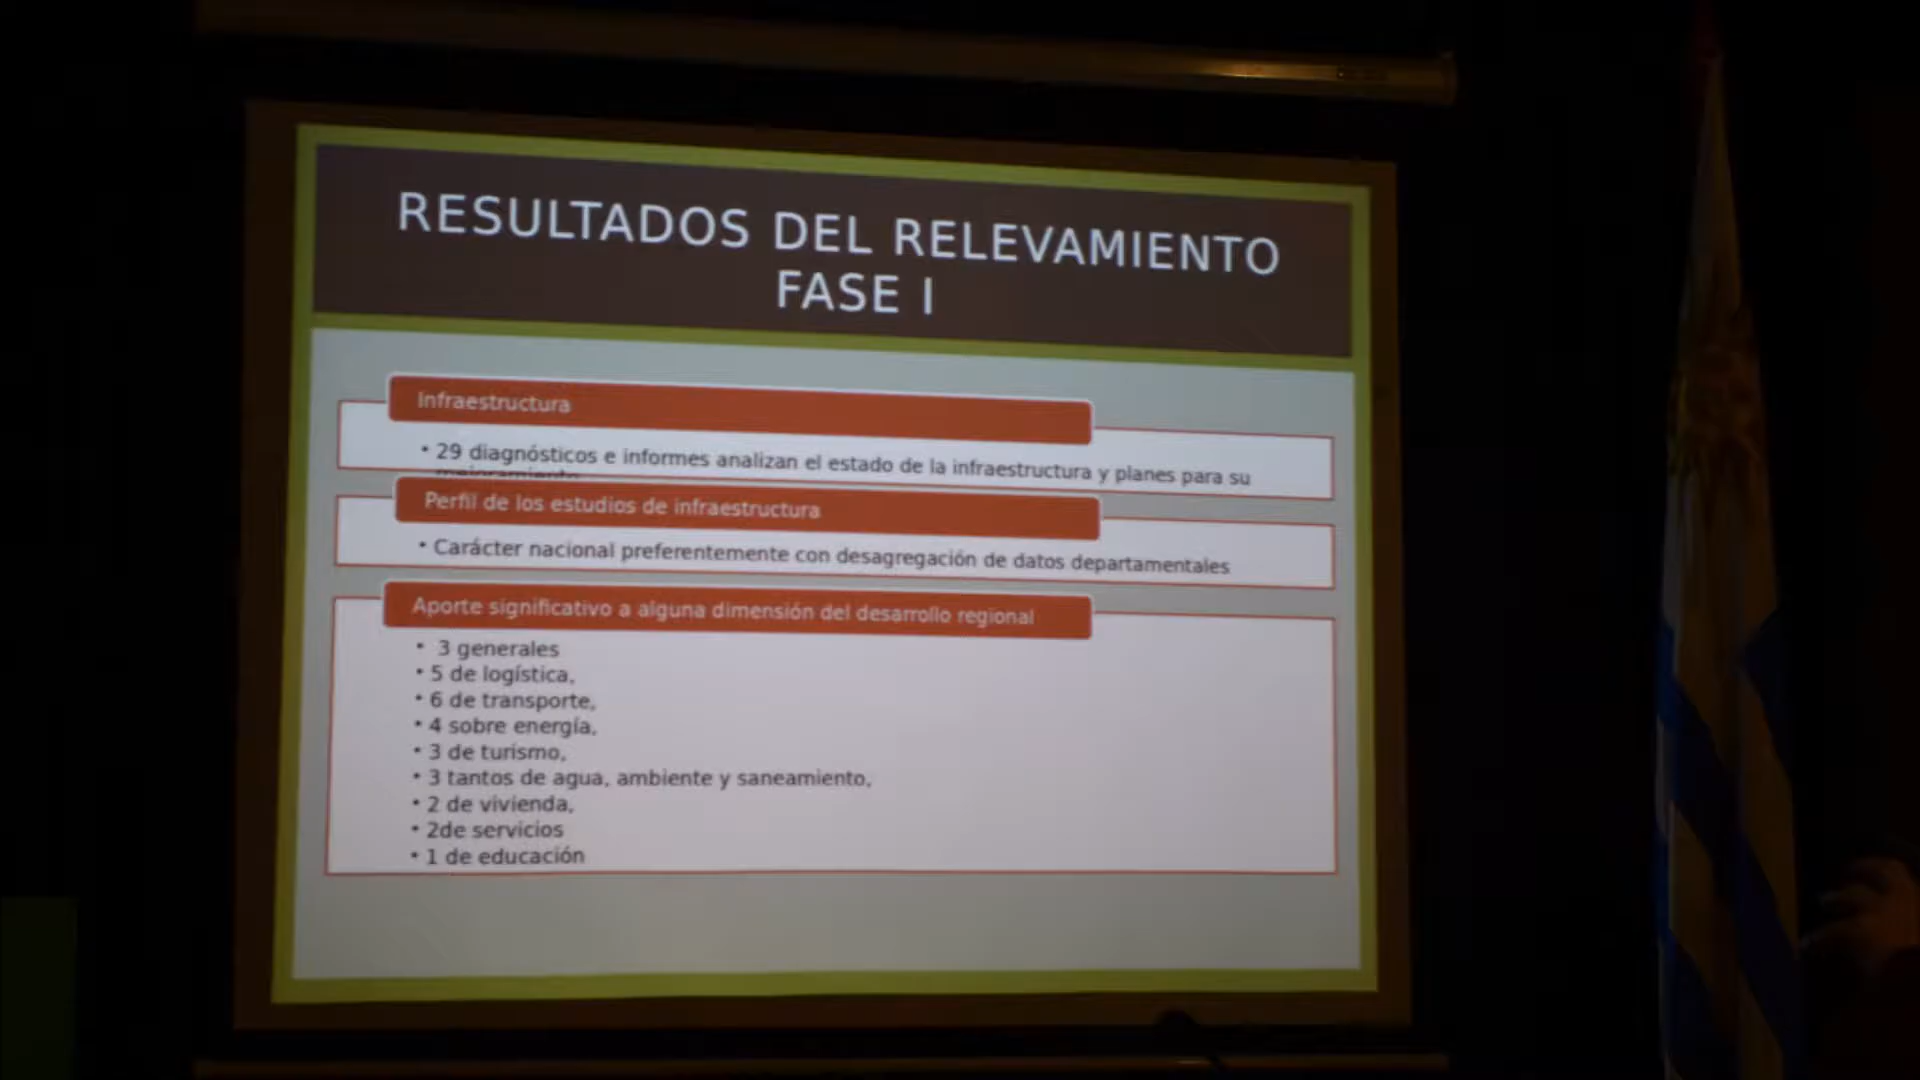 RESULTADOS DEL RELEVAMIENTO
FASE I
Infraestructura
• 29 diagnósticos e informes analizan el estado de la infraestructura y planes para su
mejoramiento
Perfil de los estudios de infraestructura
• Carácter nacional preferentemente con desagregación de datos departamentales
Aporte significativo a alguna dimensión del desarrollo regional
• 3 generales
• 5 de logística,
• 6 de transporte,
• 4 sobre energía,
• 3 de turismo,
• 3 tantos de agua, ambiente y saneamiento,
• 2 de vivienda,
• 2de servicios
• 1 de educación